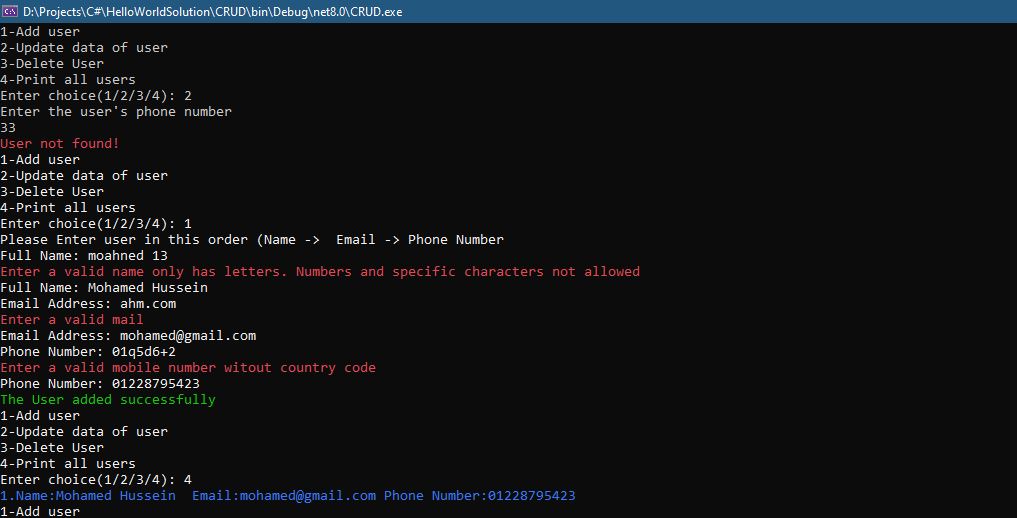 D:\Projects\C#\HelloWorldSolution\CRUD\bin\Debug\net8.0\CRUD.exe
1-Add user
2-Update data of user
3-Delete User
4-Print all users
Enter choice(1/2/3/4): 2
Enter the user's phone number
33
User not found!
1-Add user
2-Update data of user
3-Delete User
4-Print all users
Enter choice(1/2/3/4): 1
Please Enter user in this order (Name ->  Email -> Phone Number
Full Name: moahned 13
Enter a valid name only has letters. Numbers and specific characters not allowed
Full Name: Mohamed Hussein
Email Address: ahm.com
Enter a valid mail
Email Address: mohamed@gmail.com
Phone Number: 01q5d6+2
Enter a valid mobile number witout country code
Phone Number: 01228795423
The User added successfully
1-Add user
2-Update data of user
3-Delete User
4-Print all users
Enter choice(1/2/3/4): 4
1.Name:Mohamed Hussein  Email:mohamed@gmail.com Phone Number:01228795423
1-Add user